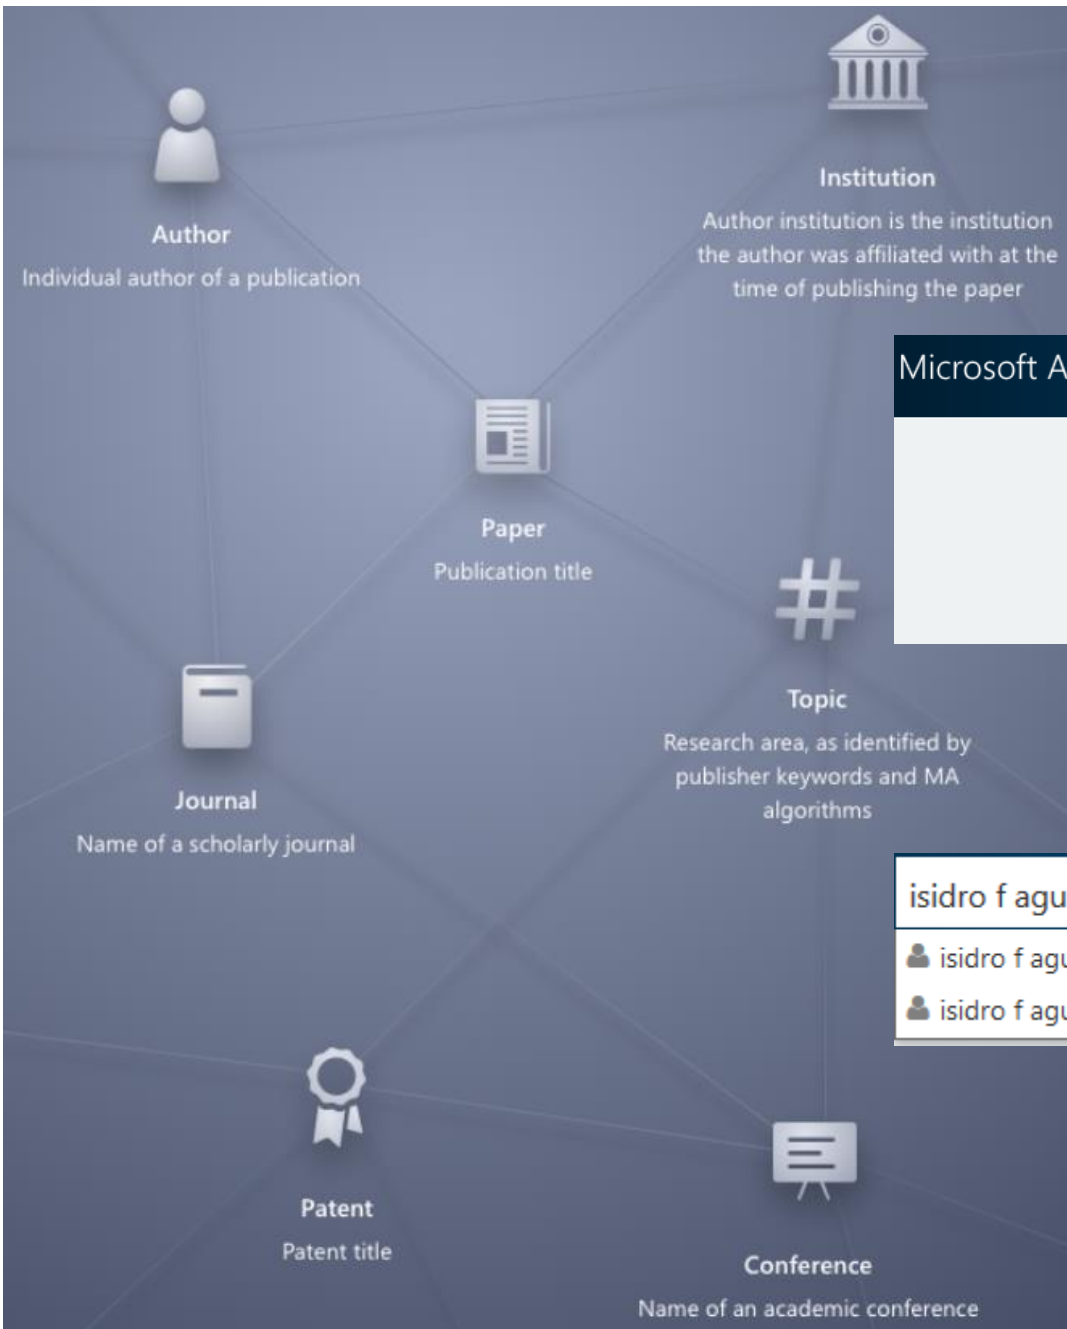 Author
Individual author of a publication
Institution
Author institution is the institution
the author was affiliated with at the
time of publishing the paper
Microsoft A
Paper
Publication title
#
Topic
Research area, as identified by
publisher keywords and MA
algorithms
Journal
Name of a scholarly journal
isidro f agu
isidro f agu
isidro f agu
Patent
Patent title
Conference
Name of an academic conference